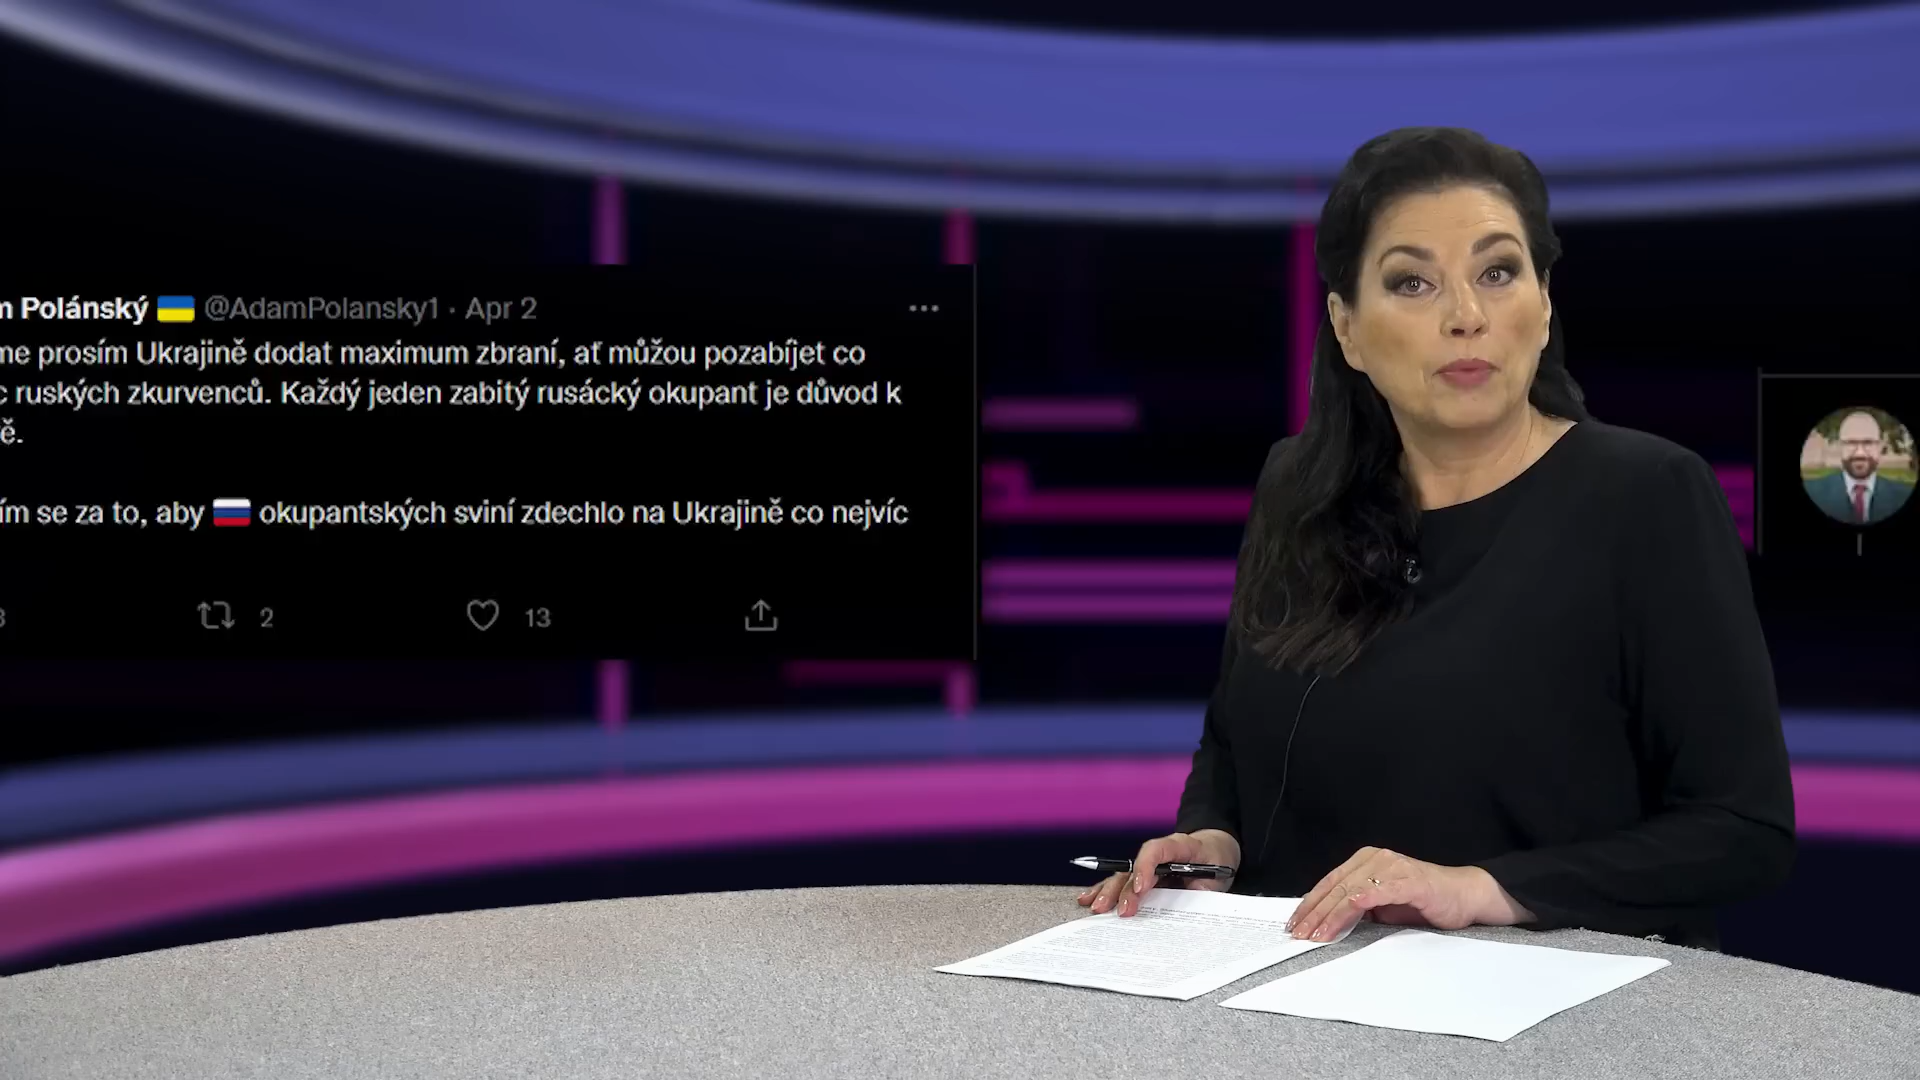 m Polánský 🇺🇦 @AdamPolansky1 · Apr 2
me prosím Ukrajině dodat maximum zbraní, ať můžou pozabíjet co
c ruských zkurvenců. Každý jeden zabitý rusácký okupant je důvod k
ě.
ím se za to, aby 🇷🇺 okupantských sviní zdechlo na Ukrajině co nejvíc
2 13